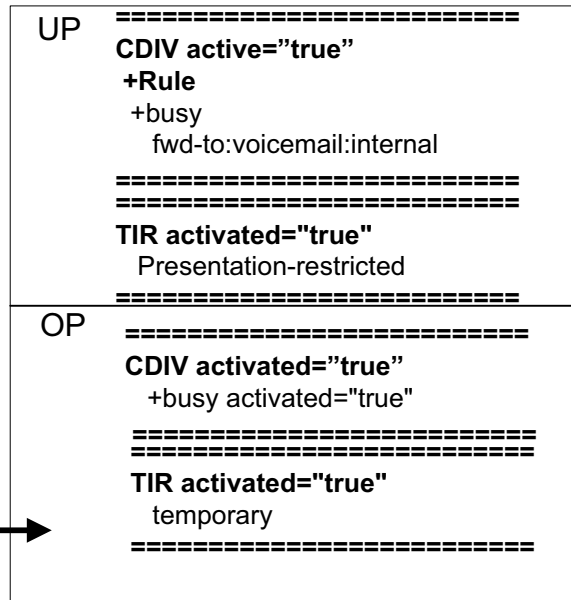 UP
==========================
CDIV active=”true”
+Rule
+busy
fwd-to:voicemail:internal
==========================
==========================
TIR activated="true"
Presentation-restricted
==========================
OP
==========================
CDIV activated=”true”
+busy activated="true"
==========================
==========================
TIR activated="true"
temporary
==========================